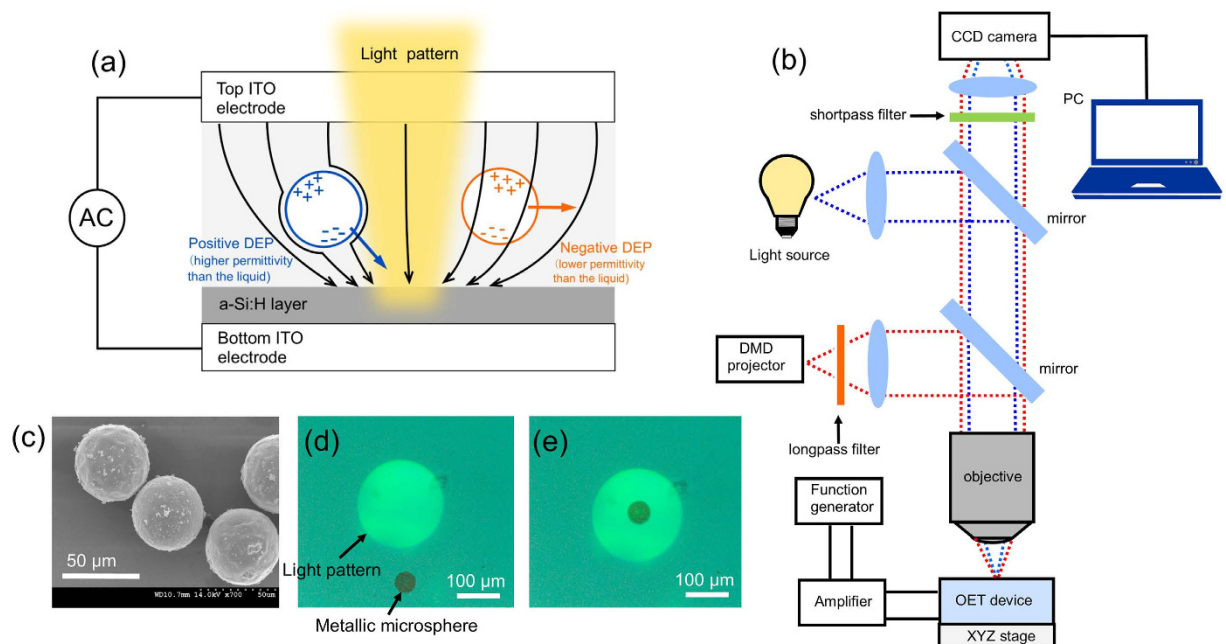 (a)
Light pattern
Top ITO
electrode
AC
+ + + + +
- - - - -
+ + + + +
- - - - -
Positive DEP
(higher permittivity
than the liquid)
Negative DEP
(lower permittivity
than the liquid)
a-Si:H layer
Bottom ITO
electrode
(b)
CCD camera
PC
shortpass filter
mirror
Light source
DMD
projector
mirror
longpass filter
objective
Function
generator
Amplifier
OET device
XYZ stage
(c)
50 µm
WD10.7mm 14.0kV x700 50um
(d)
Light pattern
100 µm
Metallic microsphere
(e)
100 µm